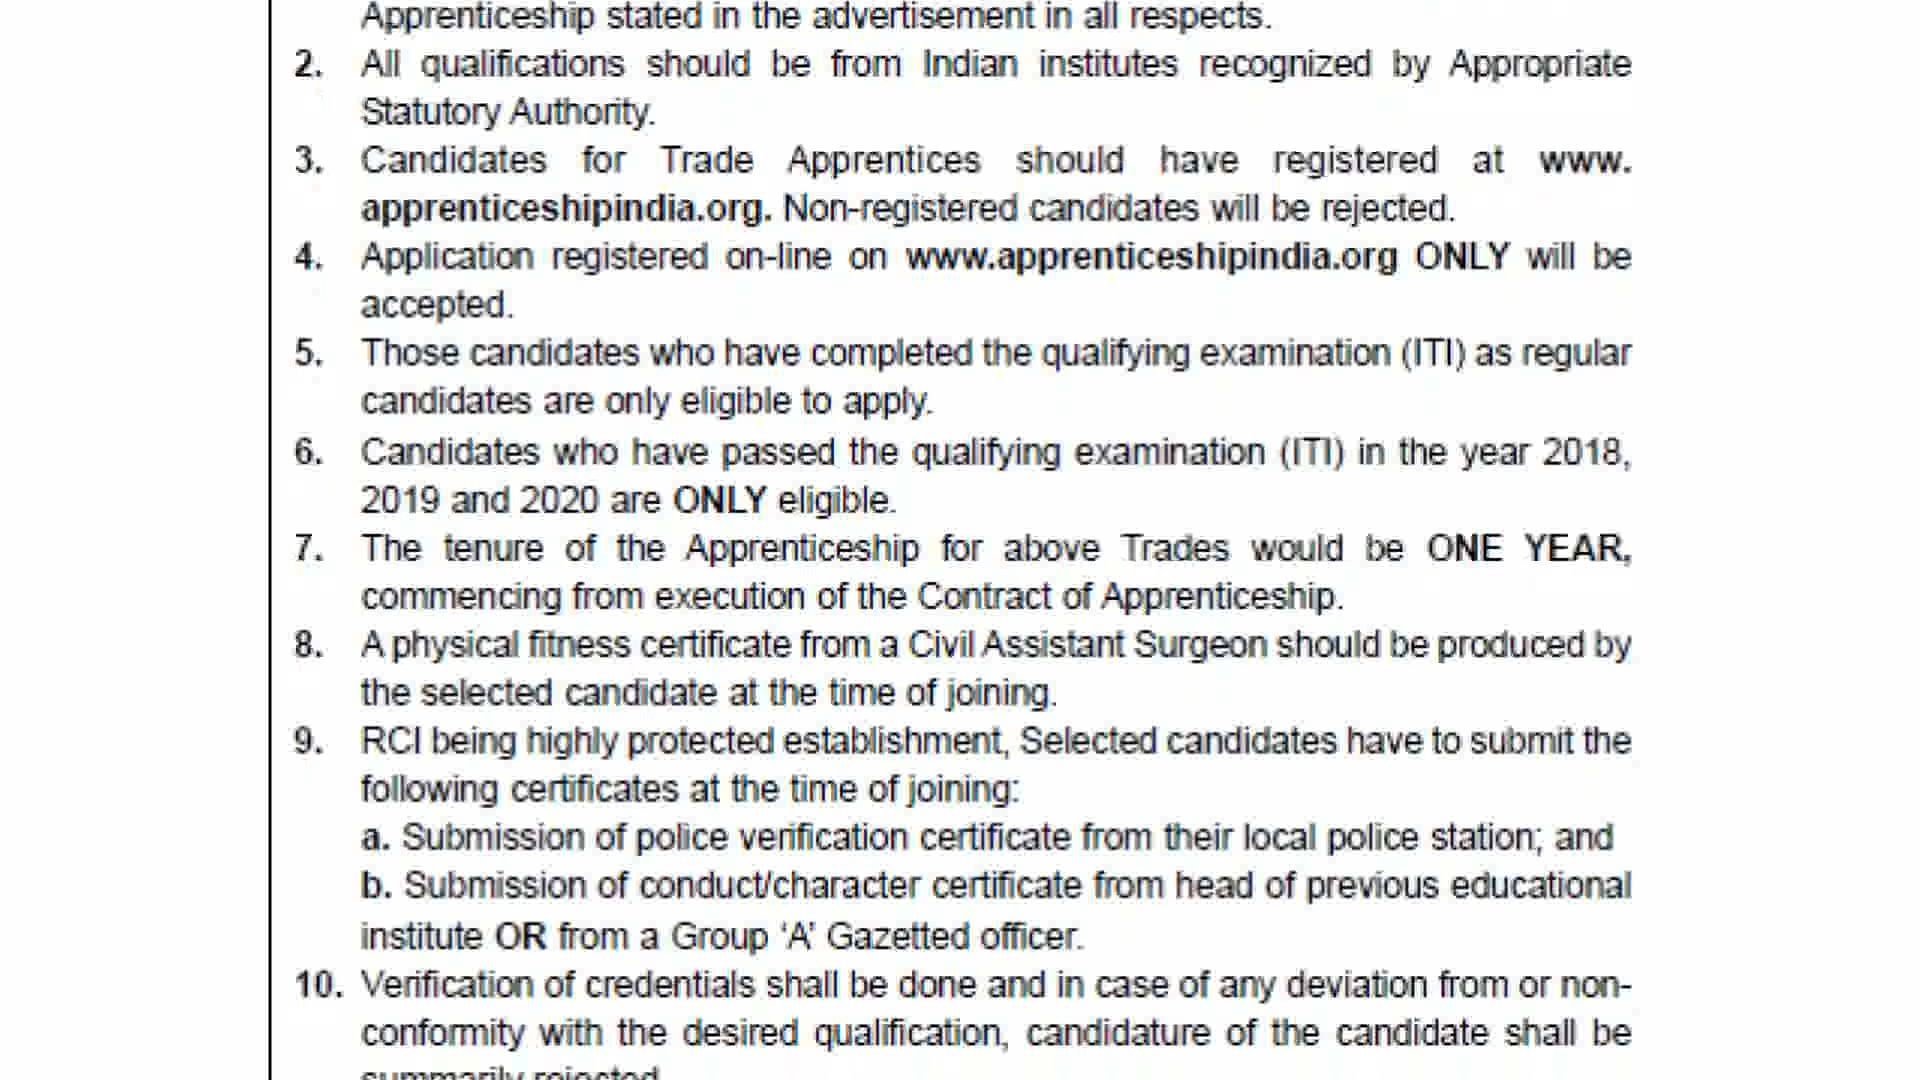 Apprenticeship stated in the advertisement in all respects.
2. All qualifications should be from Indian institutes recognized by Appropriate
Statutory Authority.
3. Candidates for Trade Apprentices should have registered at www.
apprenticeshipindia.org. Non-registered candidates will be rejected.
4. Application registered on-line on www.apprenticeshipindia.org ONLY will be
accepted.
5. Those candidates who have completed the qualifying examination (ITI) as regular
candidates are only eligible to apply.
6. Candidates who have passed the qualifying examination (ITI) in the year 2018,
2019 and 2020 are ONLY eligible.
7. The tenure of the Apprenticeship for above Trades would be ONE YEAR,
commencing from execution of the Contract of Apprenticeship.
8. A physical fitness certificate from a Civil Assistant Surgeon should be produced by
the selected candidate at the time of joining.
9. RCI being highly protected establishment, Selected candidates have to submit the
following certificates at the time of joining:
a. Submission of police verification certificate from their local police station; and
b. Submission of conduct/character certificate from head of previous educational
institute OR from a Group ‘A’ Gazetted officer.
10. Verification of credentials shall be done and in case of any deviation from or non-
conformity with the desired qualification, candidature of the candidate shall be
summarily rejected.